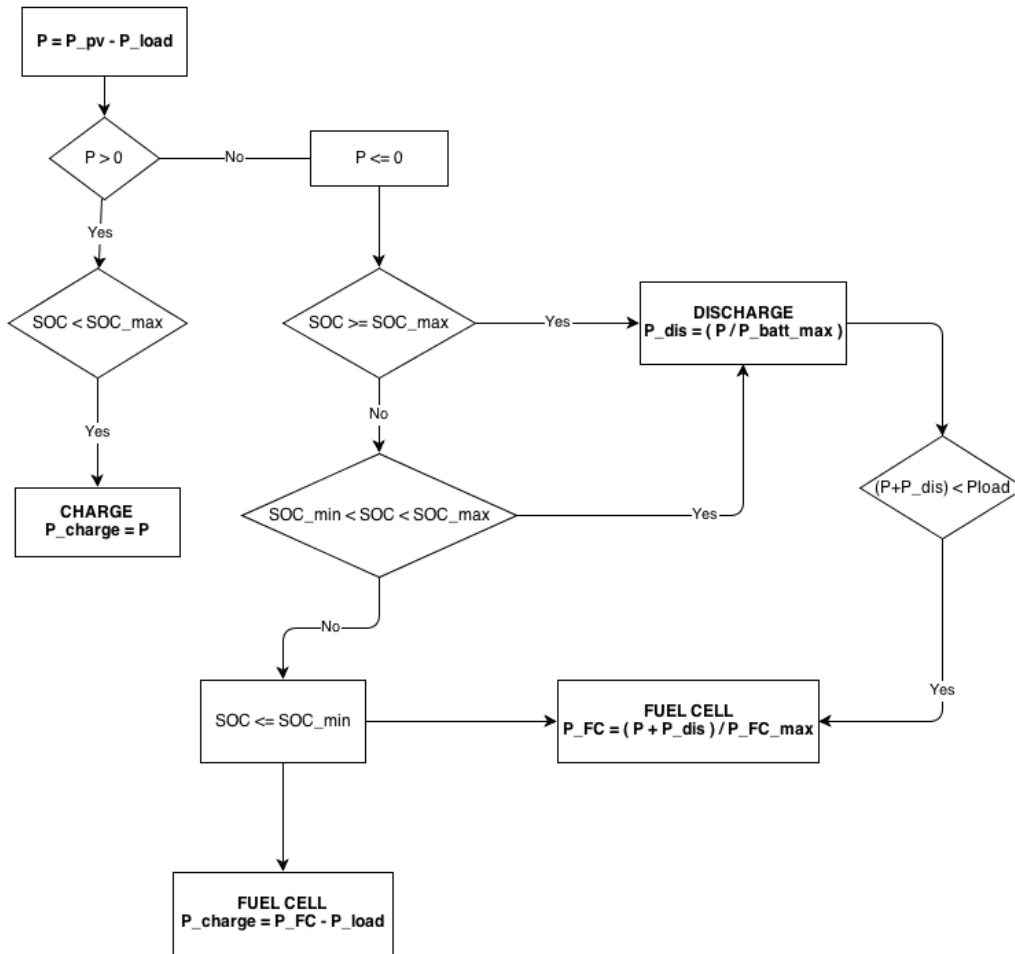 P = P_pv - P_load
P > 0
No
P <= 0
Yes
SOC < SOC_max
SOC >= SOC_max
Yes
DISCHARGE
P_dis = ( P / P_batt_max )
No
Yes
CHARGE
P_charge = P
SOC_min < SOC < SOC_max
Yes
(P+P_dis) < Pload
No
Yes
SOC <= SOC_min
FUEL CELL
P_FC = ( P + P_dis ) / P_FC_max
FUEL CELL
P_charge = P_FC - P_load